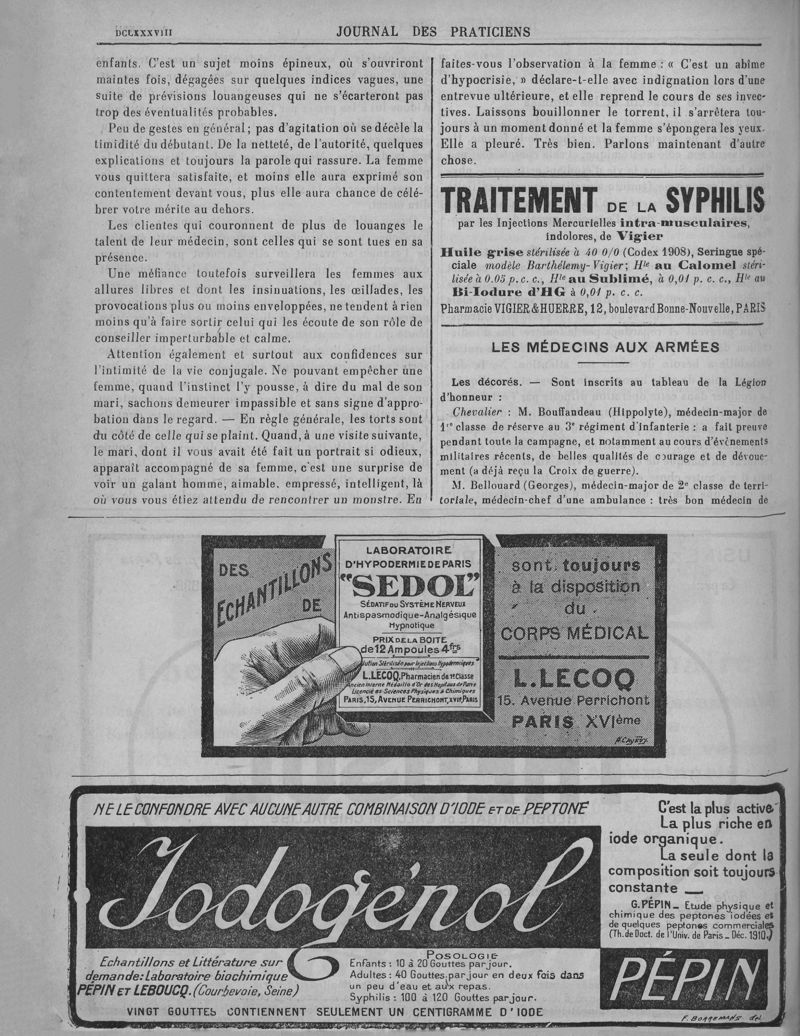 DCLXXXVIII
JOURNAL DES PRATICIENS
enfants. C'est un sujet moins épineux, où s'ouvriront
maintes fois, dégagées sur quelques indices vagues, une
suite de prévisions louangeuses qui ne s'écarteront pas
trop des éventualités probables.
Peu de gestes en général; pas d'agitation où se décèle la
timidité du débutant. De la netteté, de l'autorité, quelques
explications et toujours la parole qui rassure. La femme
vous quittera satisfaite, et moins elle aura exprimé son
contentement devant vous, plus elle aura chance de célé-
brer votre mérite au dehors.
Les clientes qui couronnent de plus de louanges le
talent de leur médecin, sont celles qui se sont tues en sa
présence.
Une méfiance toutefois surveillera les femmes aux
allures libres et dont les insinuations, les œillades, les
provocations plus ou moins enveloppées, ne tendent à rien
moins qu'à faire sortir celui qui les écoute de son rôle de
conseiller imperturbable et calme.
Attention également et surtout aux confidences sur
l'intimité de la vie conjugale. Ne pouvant empêcher une
femme, quand l'instinct l'y pousse, à dire du mal de son
mari, sachons demeurer impassible et sans signe d'appro-
bation dans le regard. — En règle générale, les torts sont
du côté de celle qui se plaint. Quand, à une visite suivante,
le mari, dont il vous avait été fait un portrait si odieux,
apparaît accompagné de sa femme, c'est une surprise de
voir un galant homme, aimable, empressé, intelligent, là
où vous vous étiez attendu de rencontrer un monstre. En
faites-vous l'observation à la femme : « C'est un abîme
d'hypocrisie, » déclare-t-elle avec indignation lors d'une
entrevue ultérieure, et elle reprend le cours de ses invec-
tives. Laissons bouillonner le torrent, il s'arrêtera tou-
jours à un moment donné et la femme s'épongera les yeux.
Elle a pleuré. Très bien. Parlons maintenant d'autre
chose.
TRAITEMENT DE LA SYPHILIS
par les Injections Mercurielles intra-musculaires,
indolores, de Vigier
Huile grise stérilisée à 40 0/0 (Codex 1908), Seringue spé-
ciale modèle Barthélemy-Vigier; Hle au Calomel stéri-
lisée à 0.05 p. c. c., Hle au Sublimé, à 0,01 p. c. c., Hle au
Bi-Iodure d'HG à 0,01 p. c. c.
Pharmacie VIGIER & HUERRE, 12, boulevard Bonne-Nouvelle, PARIS
LES MÉDECINS AUX ARMÉES
Les décorés. — Sont inscrits au tableau de la Légion
d'honneur :
Chevalier : M. Bouffandeau (Hippolyte), médecin-major de
1re classe de réserve au 3e régiment d'infanterie : a fait preuve
pendant toute la campagne, et notamment au cours d'évènements
militaires récents, de belles qualités de courage et de dévoue-
ment (a déjà reçu la Croix de guerre).
M. Bellouard (Georges), médecin-major de 2e classe de terri-
toriale, médecin-chef d'une ambulance : très bon médecin de
DES
ECHANTILLONS
DE
LABORATOIRE
D'HYPODERMIE DE PARIS
"SEDOL"
SÉDATIF DU SYSTÈME NERVEUX
Antispasmodique-Analgésique
Hypnotique
PRIX DE LA BOITE
de 12 Ampoules 4frs
Solution Stérilisée pour Injections Hypodermiques
L. LECOQ, Pharmacien de 1re Classe
Ancien Interne Médaille d'Or des Hôpitaux de Paris
Licencié ès-Sciences Physiques & Chimiques
PARIS, 15, AVENUE PERRICHONT, XVIe, PARIS
sont toujours
à la disposition
du
CORPS MÉDICAL
L. LECOQ
15. Avenue Perrichont
PARIS XVIème
NE LE CONFONDRE AVEC AUCUNE AUTRE COMBINAISON D'IODE ET DE PEPTONE
Iodogénol
C'est la plus active
La plus riche en
iode organique.
La seule dont la
composition soit toujours
constante —
G. PÉPIN _ Etude physique et
chimique des peptones iodées et
de quelques peptones commerciales
(Th. de Doct. de l'Univ. de Paris _ Déc. 1910.)
PÉPIN
Echantillons et Littérature sur
demande: Laboratoire biochimique
PÉPIN ET LEBOUCQ. (Courbevoie, Seine)
POSOLOGIE
Enfants : 10 à 20 Gouttes par jour.
Adultes : 40 Gouttes par jour en deux fois dans
un peu d'eau et aux repas.
Syphilis : 100 à 120 Gouttes par jour.
VINGT GOUTTES CONTIENNENT SEULEMENT UN CENTIGRAMME D'IODE